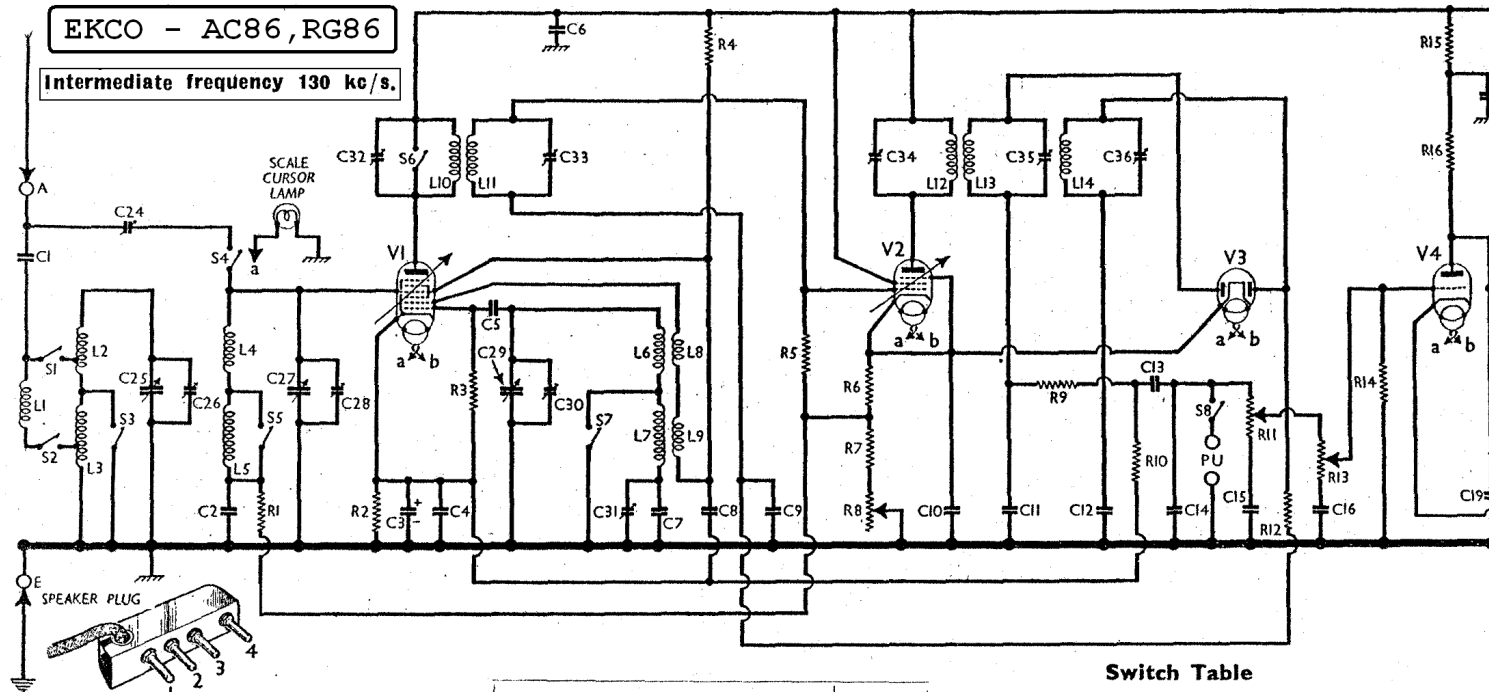 EKCO - AC86,RG86
Intermediate frequency 130 kc/s.
C6
R4
R15
C32
S6
L10
L11
C33
C34
L12
L13
C35
L14
C36
R16
A
SCALE
CURSOR
LAMP
C24
C1
S4
a
V1
V2
V3
V4
a b
a b
a b
a b
L2
S1
L1
S2
L3
S3
C25
C26
L4
S5
L5
C27
C28
C5
R3
C29
C30
L6
L8
S7
L7
L9
R5
R6
R7
R8
R9
C13
S8
R11
R14
R10
PU
R13
C2
R1
R2
C3
+
-
C4
C31
C7
C8
C9
C10
C11
C12
C14
C15
R12
C16
C19
E
SPEAKER PLUG
1
2
3
4
Switch Table